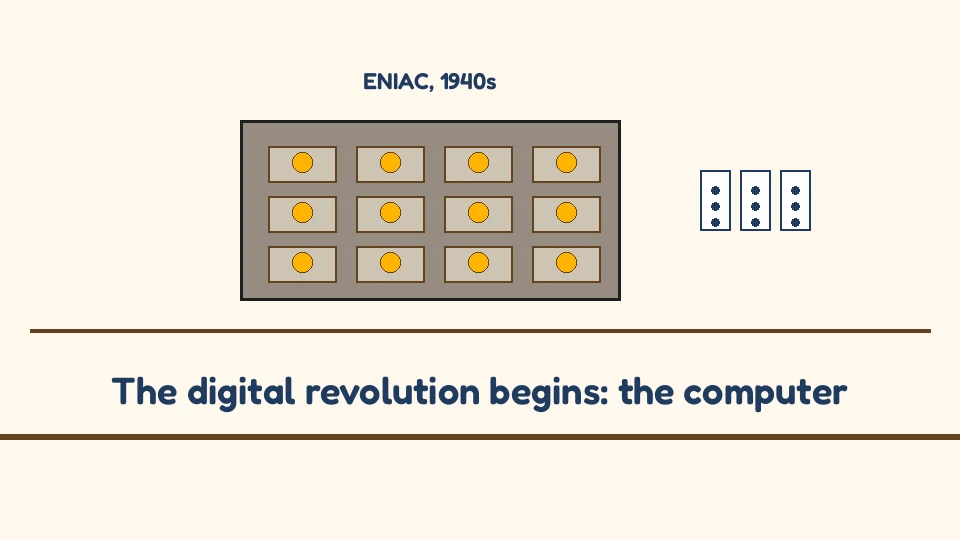 ENIAC, 1940s
The digital revolution begins: the computer